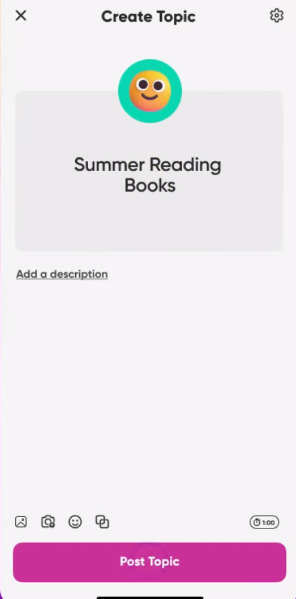 Create Topic
Summer Reading
Books
Add a description
1:00
Post Topic